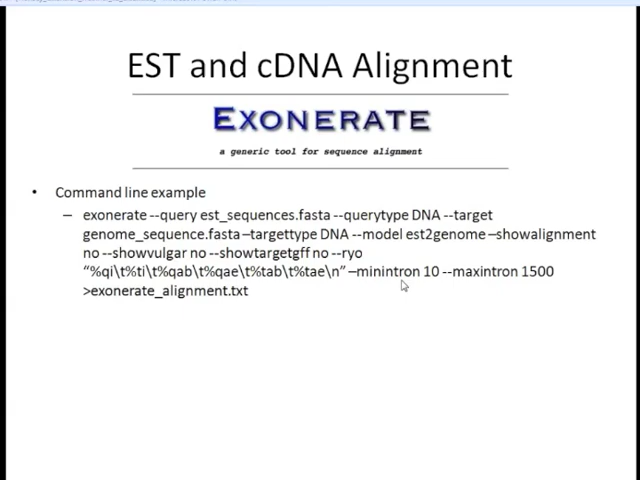 EST and cDNA Alignment
EXONERATE
a generic tool for sequence alignment
• Command line example
– exonerate --query est_sequences.fasta --querytype DNA --target
genome_sequence.fasta –targettype DNA --model est2genome –showalignment
no --showvulgar no --showtargetgff no --ryo
“%qi\t%ti\t%qab\t%qae\t%tab\t%tae\n” –minintron 10 --maxintron 1500
>exonerate_alignment.txt